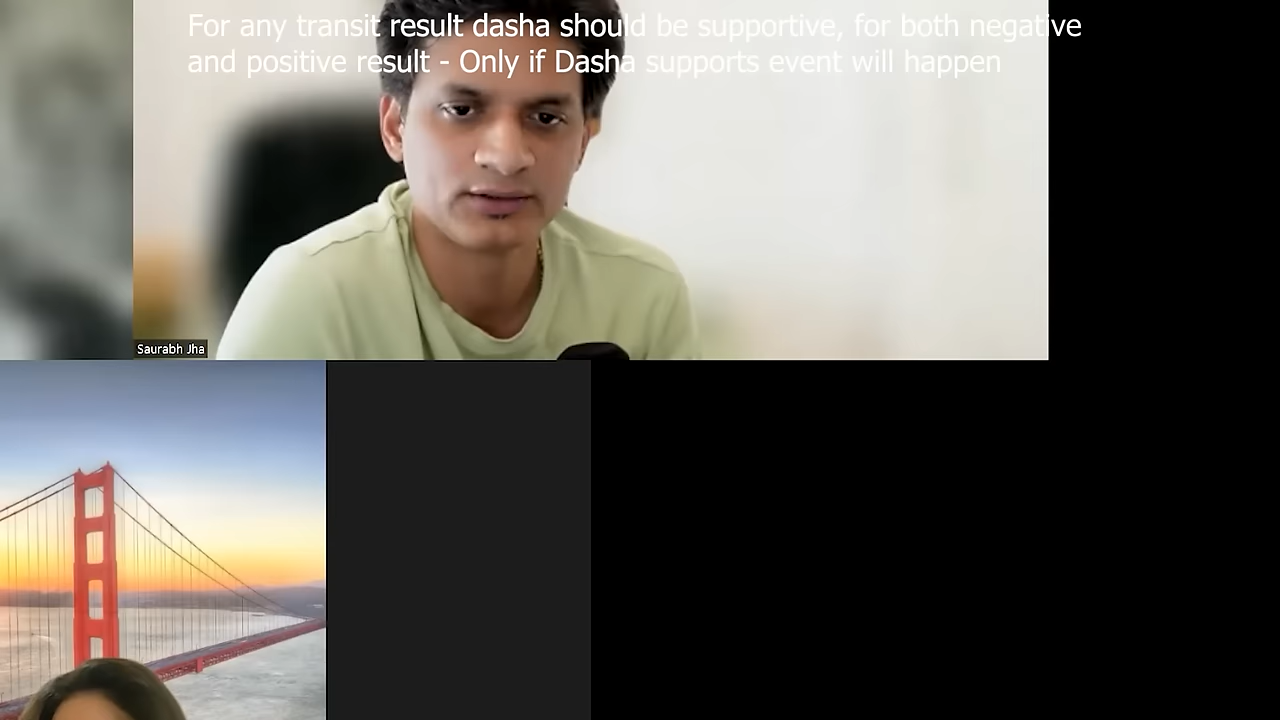 For any transit result dasha should be supportive, for both negative
and positive result - Only if Dasha supports event will happen
Saurabh Jha